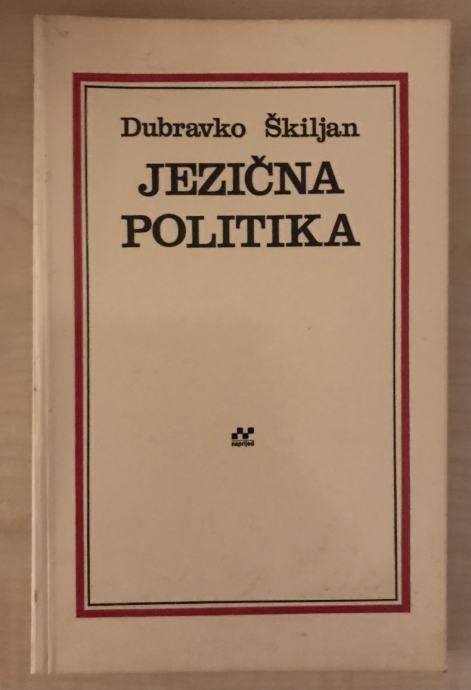 Dubravko Škiljan
JEZIČNA
POLITIKA
naprijed